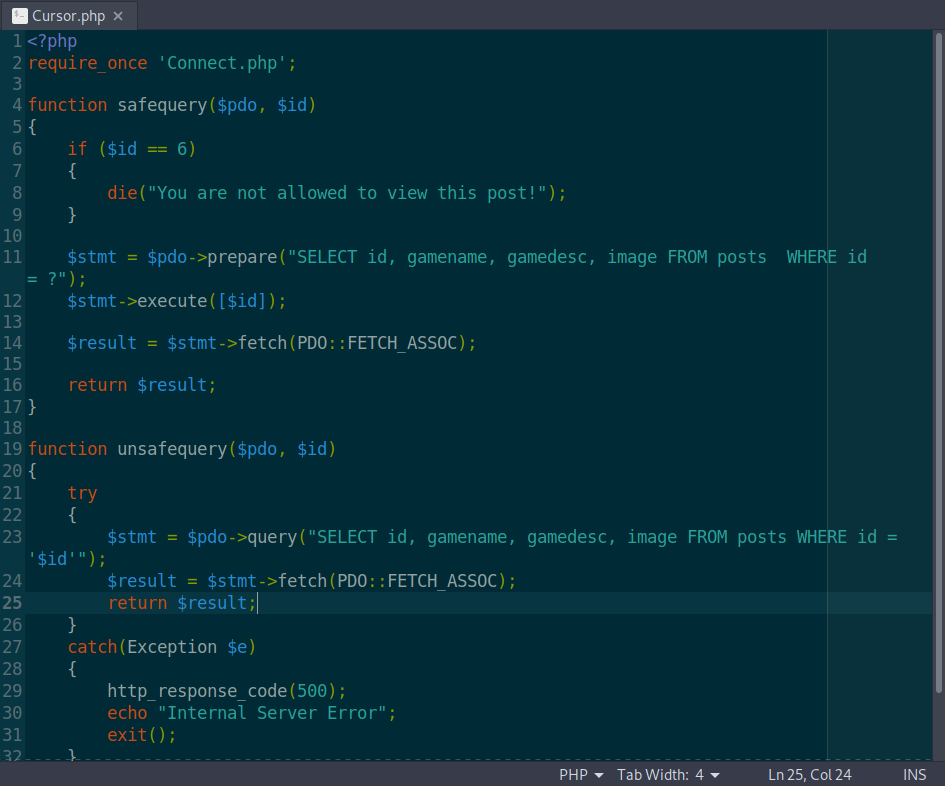 Cursor.php ×
1 <?php
2 require_once 'Connect.php';
3
4 function safequery($pdo, $id)
5 {
6     if ($id == 6)
7     {
8         die("You are not allowed to view this post!");
9     }
10
11     $stmt = $pdo->prepare("SELECT id, gamename, gamedesc, image FROM posts  WHERE id
= ?");
12     $stmt->execute([$id]);
13
14     $result = $stmt->fetch(PDO::FETCH_ASSOC);
15
16     return $result;
17 }
18
19 function unsafequery($pdo, $id)
20 {
21     try
22     {
23         $stmt = $pdo->query("SELECT id, gamename, gamedesc, image FROM posts WHERE id =
'$id'");
24         $result = $stmt->fetch(PDO::FETCH_ASSOC);
25         return $result;
26     }
27     catch(Exception $e)
28     {
29         http_response_code(500);
30         echo "Internal Server Error";
31         exit();
32     }
PHP Tab Width: 4 Ln 25, Col 24 INS